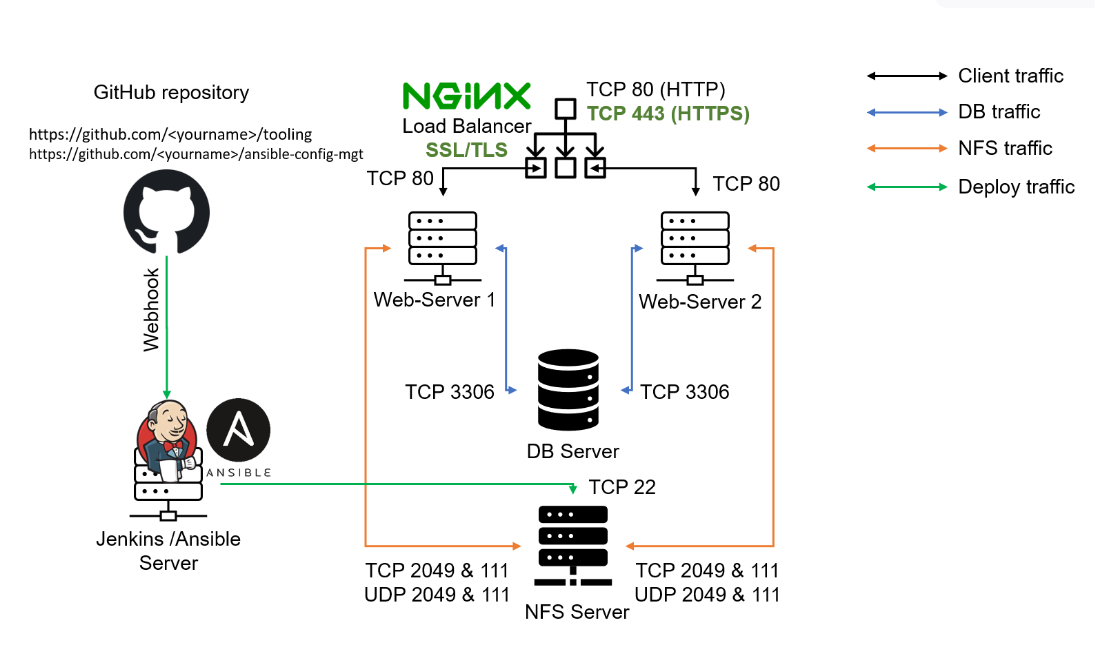 GitHub repository
https://github.com/<yourname>/tooling
https://github.com/<yourname>/ansible-config-mgt
Webhook
ANSIBLE
Jenkins /Ansible
Server
NGINX
Load Balancer
SSL/TLS
TCP 80 (HTTP)
TCP 443 (HTTPS)
TCP 80
TCP 80
Web-Server 1
Web-Server 2
TCP 3306
TCP 3306
DB Server
TCP 22
TCP 2049 & 111
UDP 2049 & 111
TCP 2049 & 111
UDP 2049 & 111
NFS Server
Client traffic
DB traffic
NFS traffic
Deploy traffic